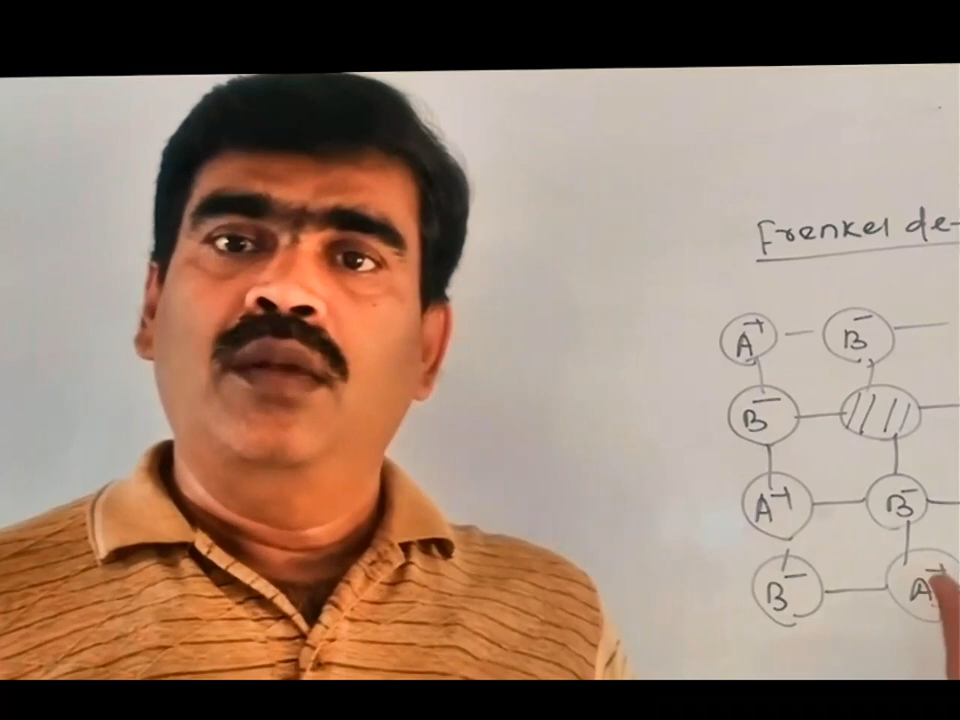 Frenkel de-
A+ B-
B-
A+ B-
B- A+